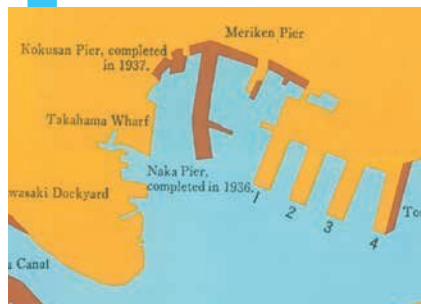 Meriken Pier
Kokusan Pier, completed
in 1937.
Takahama Wharf
Naka Pier,
completed in 1936.
wasaki Dockyard
1
2
3
4
To
a Canal